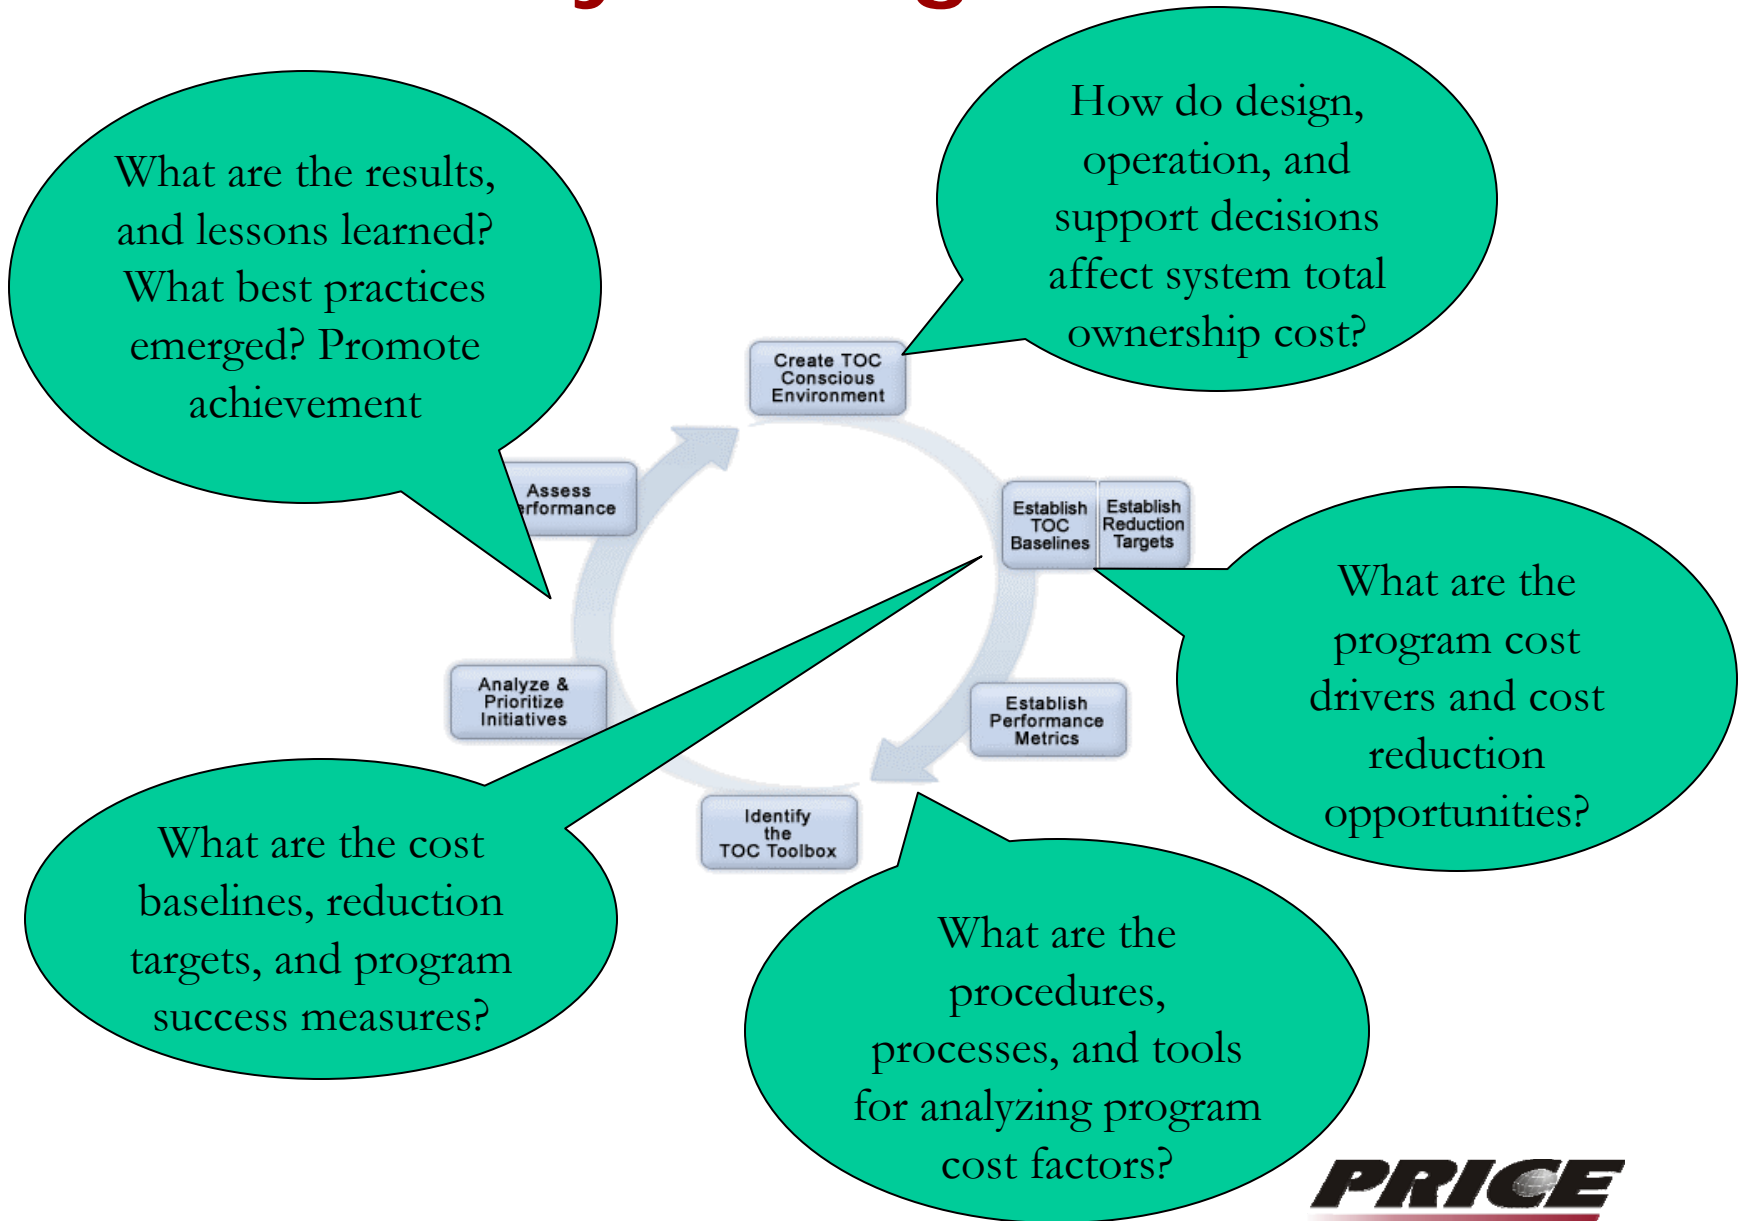 What are the results,
and lessons learned?
What best practices
emerged? Promote
achievement
How do design,
operation, and
support decisions
affect system total
ownership cost?
Create TOC
Conscious
Environment
Assess
erformance
Establish
TOC
Baselines
Establish
Reduction
Targets
What are the
program cost
drivers and cost
reduction
opportunities?
Analyze &
Prioritize
Initiatives
Establish
Performance
Metrics
Identify
the
TOC Toolbox
What are the cost
baselines, reduction
targets, and program
success measures?
What are the
procedures,
processes, and tools
for analyzing program
cost factors?
PRICE